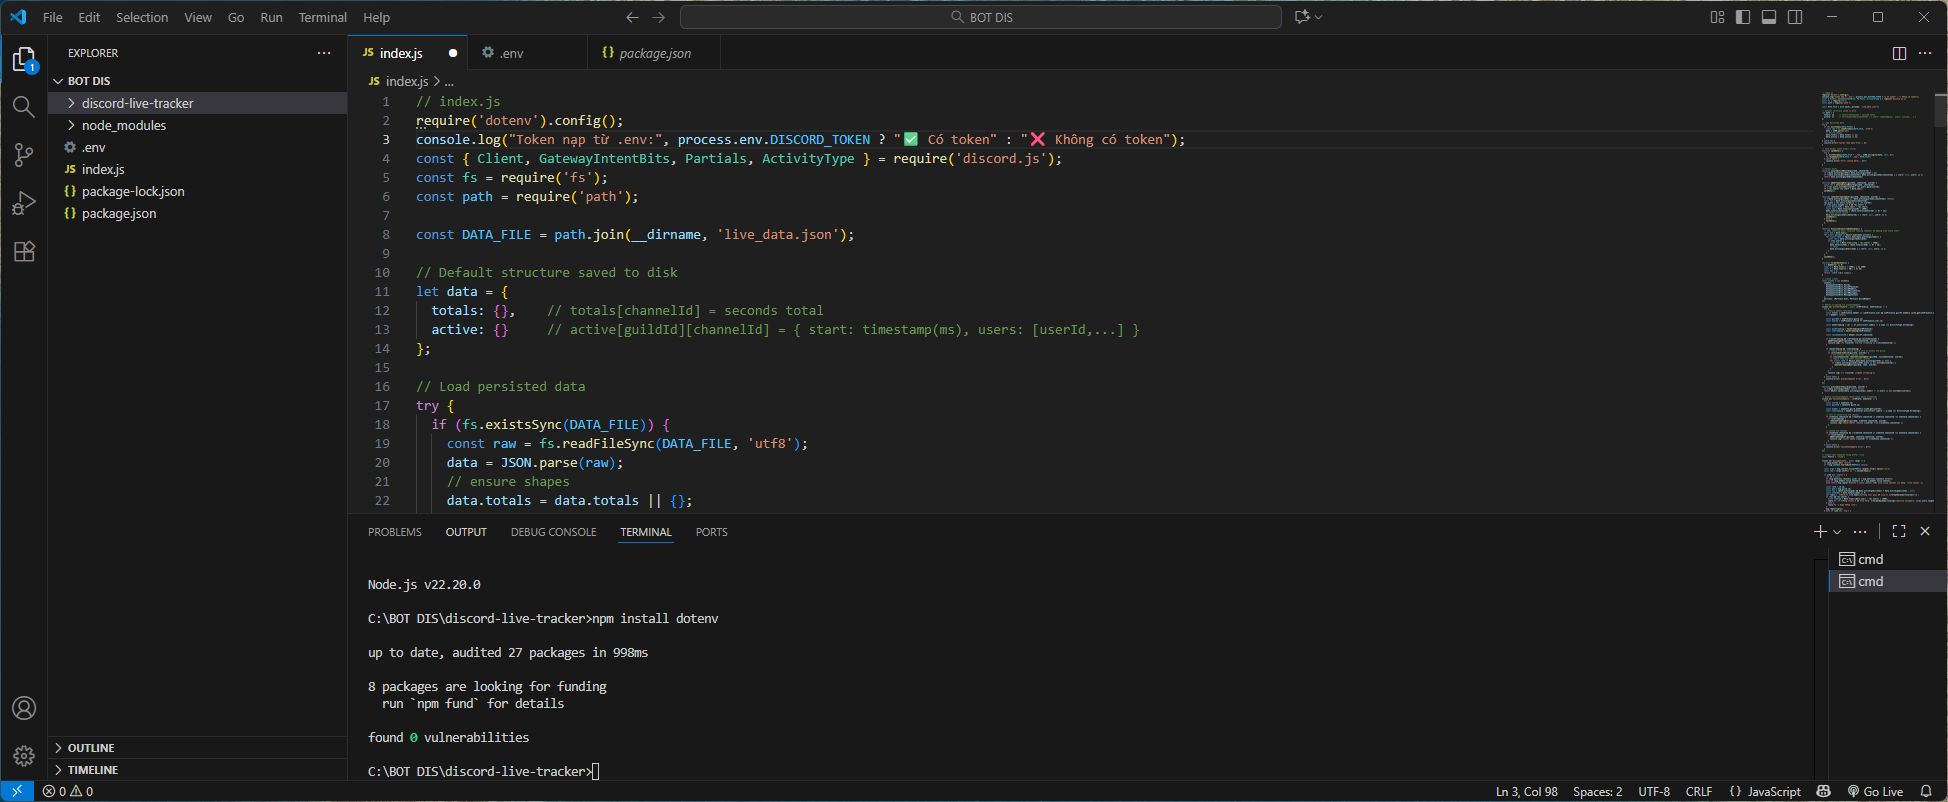 File Edit Selection View Go Run Terminal Help
BOT DIS
EXPLORER
BOT DIS
discord-live-tracker
node_modules
.env
index.js
package-lock.json
package.json
OUTLINE
TIMELINE
1
JS index.js
.env
{} package.json
JS index.js > ...
1 // index.js
2 require('dotenv').config();
3 console.log("Token nạp từ .env:", process.env.DISCORD_TOKEN ? "✅ Có token" : "❌ Không có token");
4 const { Client, GatewayIntentBits, Partials, ActivityType } = require('discord.js');
5 const fs = require('fs');
6 const path = require('path');
7
8 const DATA_FILE = path.join(__dirname, 'live_data.json');
9
10 // Default structure saved to disk
11 let data = {
12 totals: {}, // totals[channelId] = seconds total
13 active: {} // active[guildId][channelId] = { start: timestamp(ms), users: [userId,...] }
14 };
15
16 // Load persisted data
17 try {
18 if (fs.existsSync(DATA_FILE)) {
19 const raw = fs.readFileSync(DATA_FILE, 'utf8');
20 data = JSON.parse(raw);
21 // ensure shapes
22 data.totals = data.totals || {};
PROBLEMS OUTPUT DEBUG CONSOLE TERMINAL PORTS
cmd
cmd
Node.js v22.20.0
C:\BOT DIS\discord-live-tracker>npm install dotenv
up to date, audited 27 packages in 998ms
8 packages are looking for funding
run `npm fund` for details
found 0 vulnerabilities
C:\BOT DIS\discord-live-tracker>
0 0
Ln 3, Col 98 Spaces: 2 UTF-8 CRLF {} JavaScript Go Live